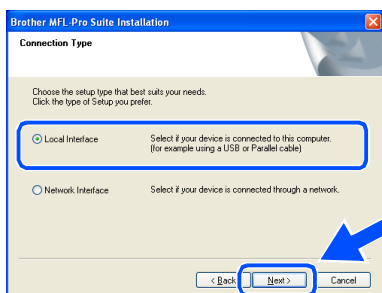 Brother MFL-Pro Suite Installation
Connection Type
Choose the setup type that best suits your needs.
Click the type of Setup you prefer.
Local Interface
Select if your device is connected to this computer.
(for example using a USB or Parallel cable)
Network Interface
Select if your device is connected through a network.
< Back
Next >
Cancel